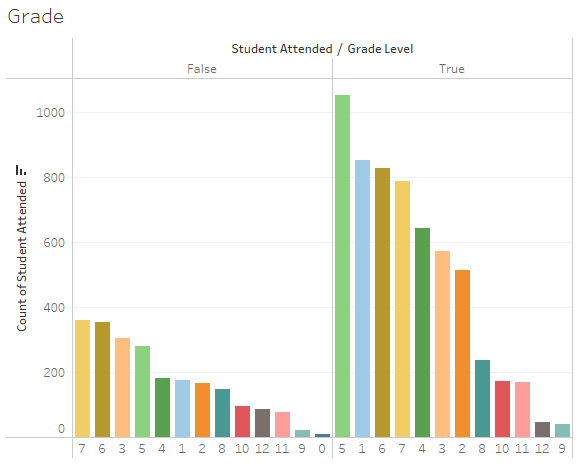 Grade
Student Attended / Grade Level
False True
Count of Student Attended
1000
800
600
400
200
0
7 6 3 5 4 1 2 8 10 12 11 9 0 5 1 6 7 4 3 2 8 10 11 12 9